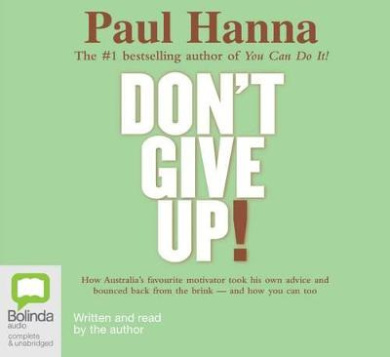 Paul Hanna
The #1 bestselling author of You Can Do It!
DON'T
GIVE
UP!
How Australia's favourite motivator took his own advice and
bounced back from the brink — and how you can too
Bolinda
audio
complete
& unabridged
Written and read
by the author